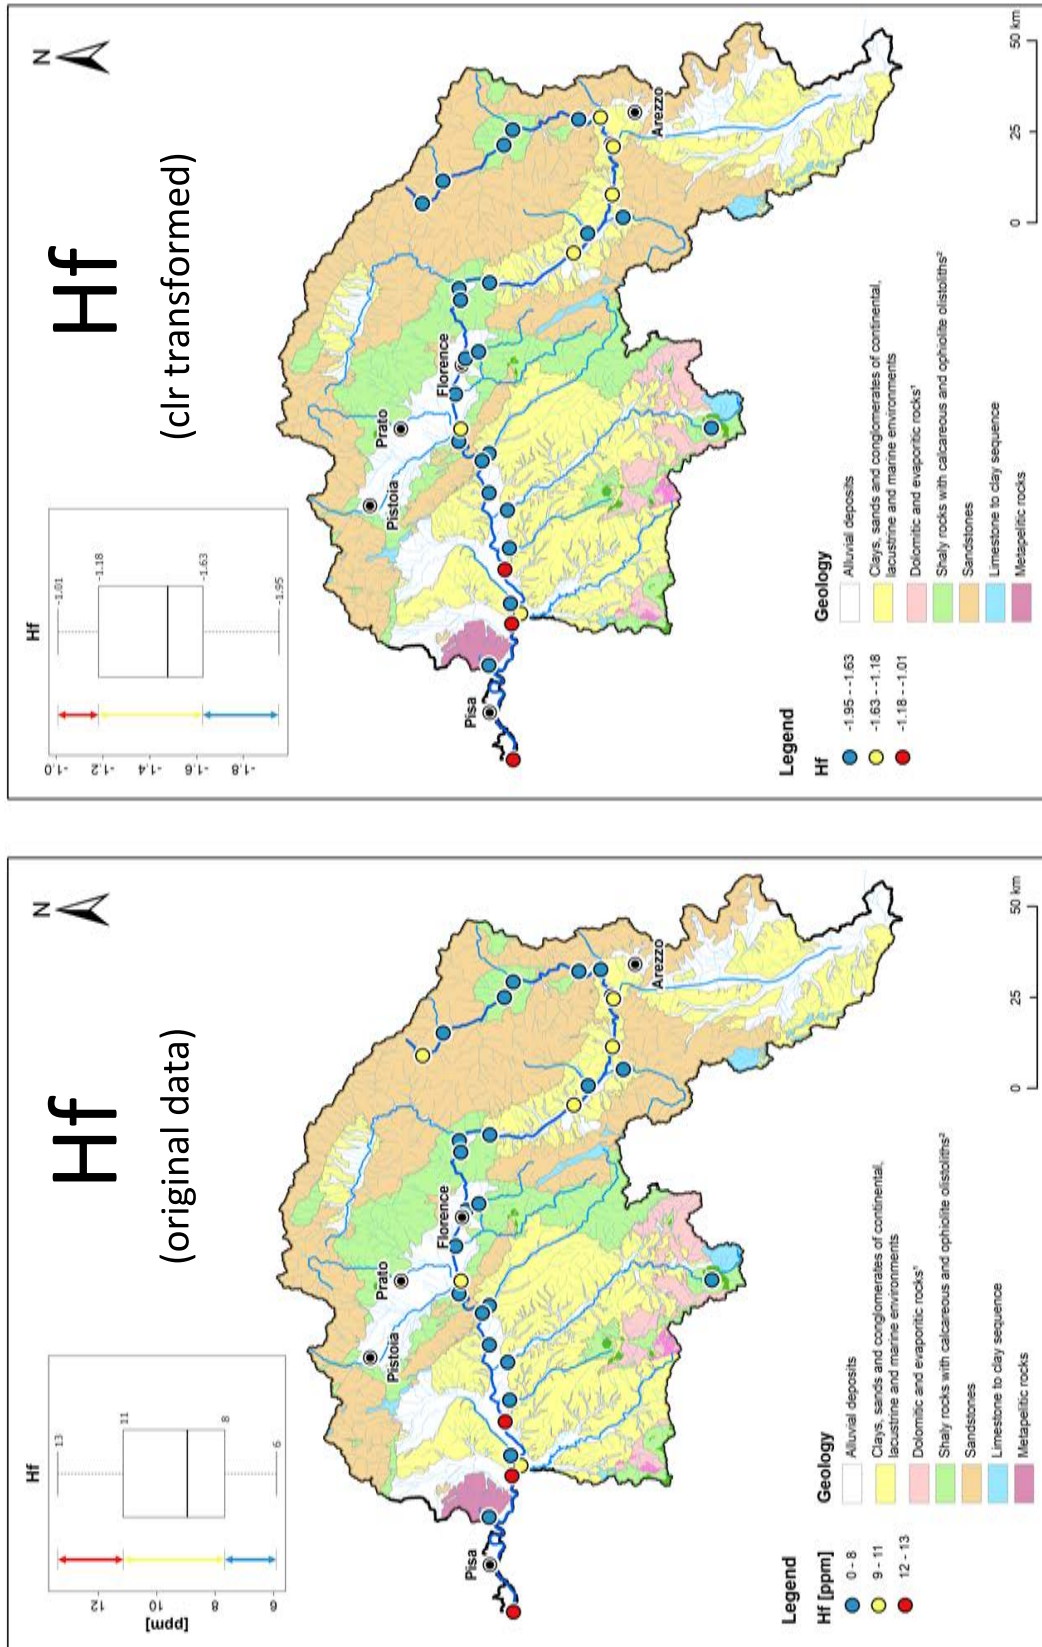 Hf
(original data)
N
Hf
13
11
8
6
12
10
8
6
[ppm]
Pistoia
Prato
Florence
Pisa
Arezzo
Legend
Hf [ppm]
0 - 8
9 - 11
12 - 13
Geology
Alluvial deposits
Clays, sands and conglomerates of continental,
lacustrine and marine environments
Dolomitic and evaporitic rocks¹
Shaly rocks with calcareous and ophiolite olistoliths²
Sandstones
Limestone to clay sequence
Metapelitic rocks
0
25
50 km
Hf
(clr transformed)
N
Hf
-1.01
-1.18
-1.63
-1.95
-1.0
-1.2
-1.4
-1.6
-1.8
Pistoia
Prato
Florence
Pisa
Arezzo
Legend
Hf
-1.95 - -1.63
-1.63 - -1.18
-1.18 - -1.01
Geology
Alluvial deposits
Clays, sands and conglomerates of continental,
lacustrine and marine environments
Dolomitic and evaporitic rocks¹
Shaly rocks with calcareous and ophiolite olistoliths²
Sandstones
Limestone to clay sequence
Metapelitic rocks
0
25
50 km